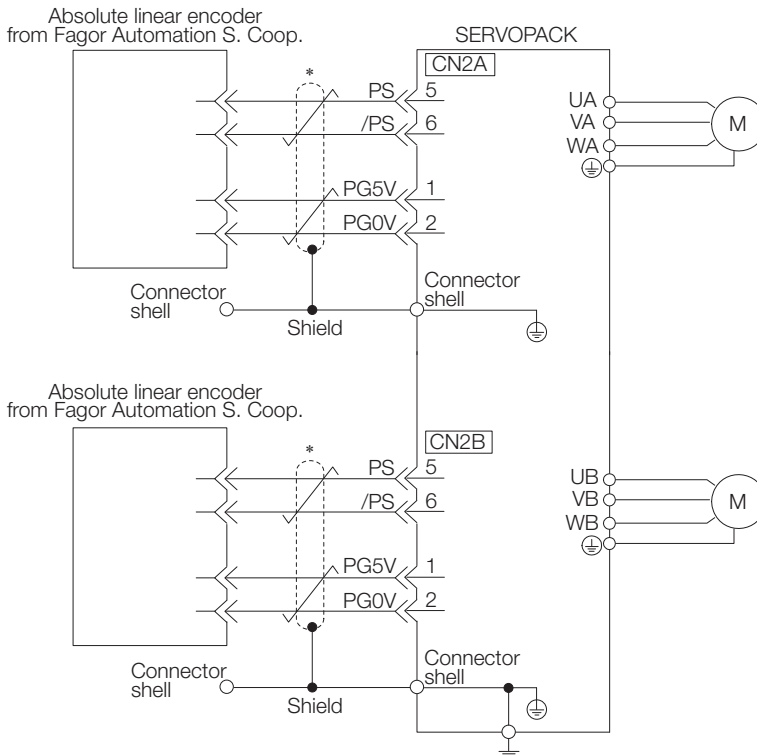 Absolute linear encoder
from Fagor Automation S. Coop.
SERVOPACK
CN2A
*
PS 5
/PS 6
PG5V 1
PG0V 2
UA
VA
WA
M
Connector
shell
Connector
shell
Shield
Absolute linear encoder
from Fagor Automation S. Coop.
CN2B
*
PS 5
/PS 6
PG5V 1
PG0V 2
UB
VB
WB
M
Connector
shell
Connector
shell
Shield